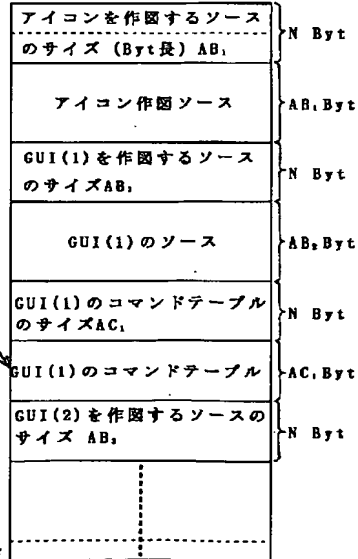 アイコンを作図するソース
のサイズ (Byt長) AB₁
N Byt
アイコン作図ソース
AB₁Byt
GUI(1)を作図するソース
のサイズAB₂
N Byt
GUI(1)のソース
AB₂Byt
GUI(1)のコマンドテーブル
のサイズAC₁
N Byt
GUI(1)のコマンドテーブル
AC₁Byt
GUI(2)を作図するソースの
サイズ AB₃
N Byt